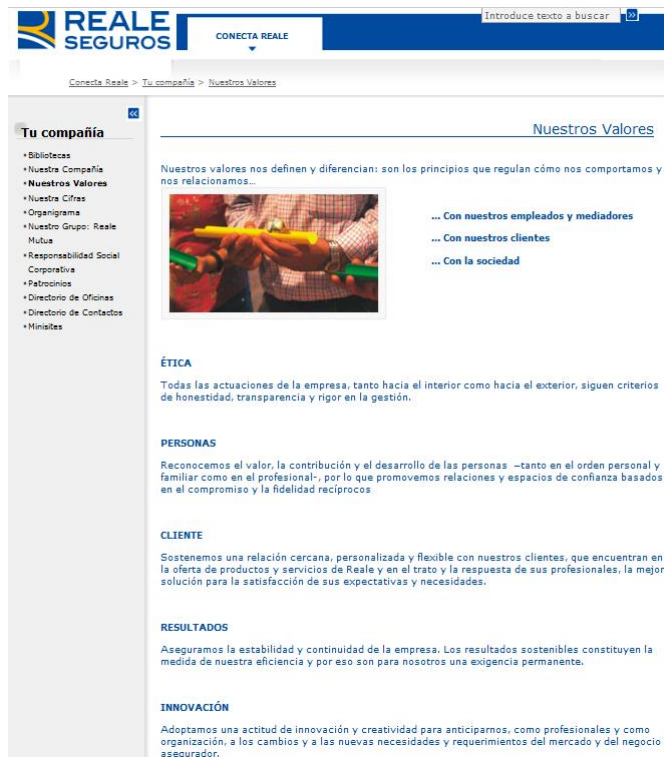 REALE
SEGUROS
CONECTA REALE
Introduce texto a buscar
Conecta Reale > Tu compañía > Nuestros Valores
Tu compañía
Bibliotecas
Nuestra Compañía
Nuestros Valores
Nuestra Cifras
Organigrama
Nuestro Grupo: Reale
Mutua
Responsabilidad Social
Corporativa
Patrocinios
Directorio de Oficinas
Directorio de Contactos
Minisites
Nuestros Valores
Nuestros valores nos definen y diferencian: son los principios que regulan cómo nos comportamos y
nos relacionamos...
... Con nuestros empleados y mediadores
... Con nuestros clientes
... Con la sociedad
ÉTICA
Todas las actuaciones de la empresa, tanto hacia el interior como hacia el exterior, siguen criterios
de honestidad, transparencia y rigor en la gestión.
PERSONAS
Reconocemos el valor, la contribución y el desarrollo de las personas –tanto en el orden personal y
familiar como en el profesional-, por lo que promovemos relaciones y espacios de confianza basados
en el compromiso y la fidelidad recíprocos
CLIENTE
Sostenemos una relación cercana, personalizada y flexible con nuestros clientes, que encuentran en
la oferta de productos y servicios de Reale y en el trato y la respuesta de sus profesionales, la mejor
solución para la satisfacción de sus expectativas y necesidades.
RESULTADOS
Aseguramos la estabilidad y continuidad de la empresa. Los resultados sostenibles constituyen la
medida de nuestra eficiencia y por eso son para nosotros una exigencia permanente.
INNOVACIÓN
Adoptamos una actitud de innovación y creatividad para anticiparnos, como profesionales y como
organización, a los cambios y a las nuevas necesidades y requerimientos del mercado y del negocio
asegurador.